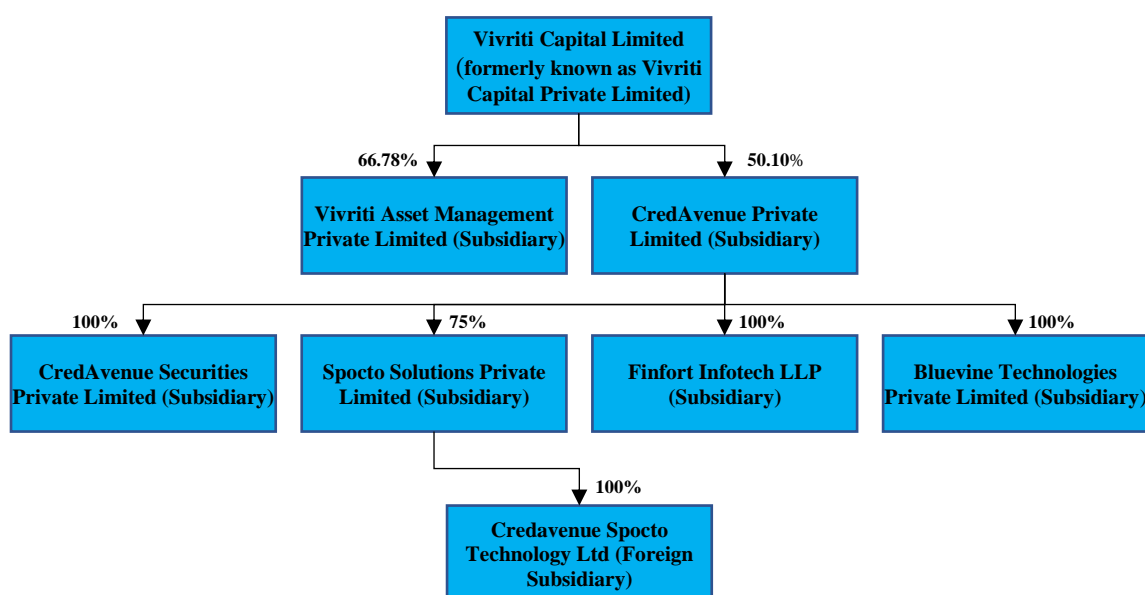 Vivriti Capital Limited
(formerly known as Vivriti
Capital Private Limited)
66.78%
50.10%
Vivriti Asset Management
Private Limited (Subsidiary)
CredAvenue Private
Limited (Subsidiary)
100%
75%
100%
100%
CredAvenue Securities
Private Limited (Subsidiary)
Spocto Solutions Private
Limited (Subsidiary)
Finfort Infotech LLP
(Subsidiary)
Bluevine Technologies
Private Limited (Subsidiary)
100%
Credavenue Spocto
Technology Ltd (Foreign
Subsidiary)